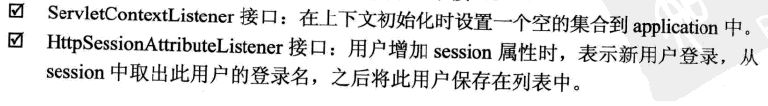 ☑ ServletContextListener 接口：在上下文初始化时设置一个空的集合到 application 中。
☑ HttpSessionAttributeListener 接口：用户增加 session 属性时，表示新用户登录，从
session 中取出此用户的登录名，之后将此用户保存在列表中。